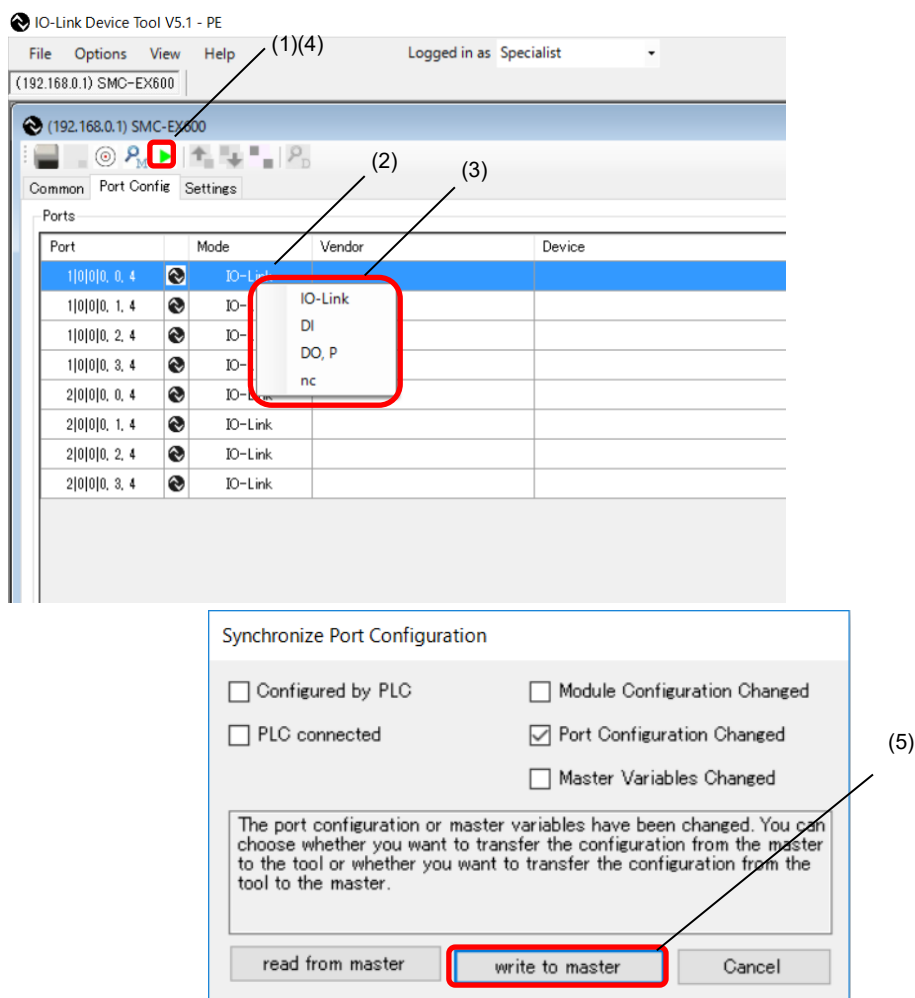 IO-Link Device Tool V5.1 - PE
File Options View Help (1)(4) Logged in as Specialist
(192.168.0.1) SMC-EX600
(192.168.0.1) SMC-EX600
(2)
(3)
Common Port Config Settings
Ports
Port Mode Vendor Device
1|0|0|0, 0, 4 IO-Link
1|0|0|0, 1, 4 IO-
1|0|0|0, 2, 4 IO-
1|0|0|0, 3, 4 IO-
2|0|0|0, 0, 4 IO-Link
2|0|0|0, 1, 4 IO-Link
2|0|0|0, 2, 4 IO-Link
2|0|0|0, 3, 4 IO-Link
IO-Link
DI
DO, P
nc
Synchronize Port Configuration
Configured by PLC Module Configuration Changed
PLC connected Port Configuration Changed
(5)
Master Variables Changed
The port configuration or master variables have been changed. You can
choose whether you want to transfer the configuration from the master
to the tool or whether you want to transfer the configuration from the
tool to the master.
read from master write to master Cancel